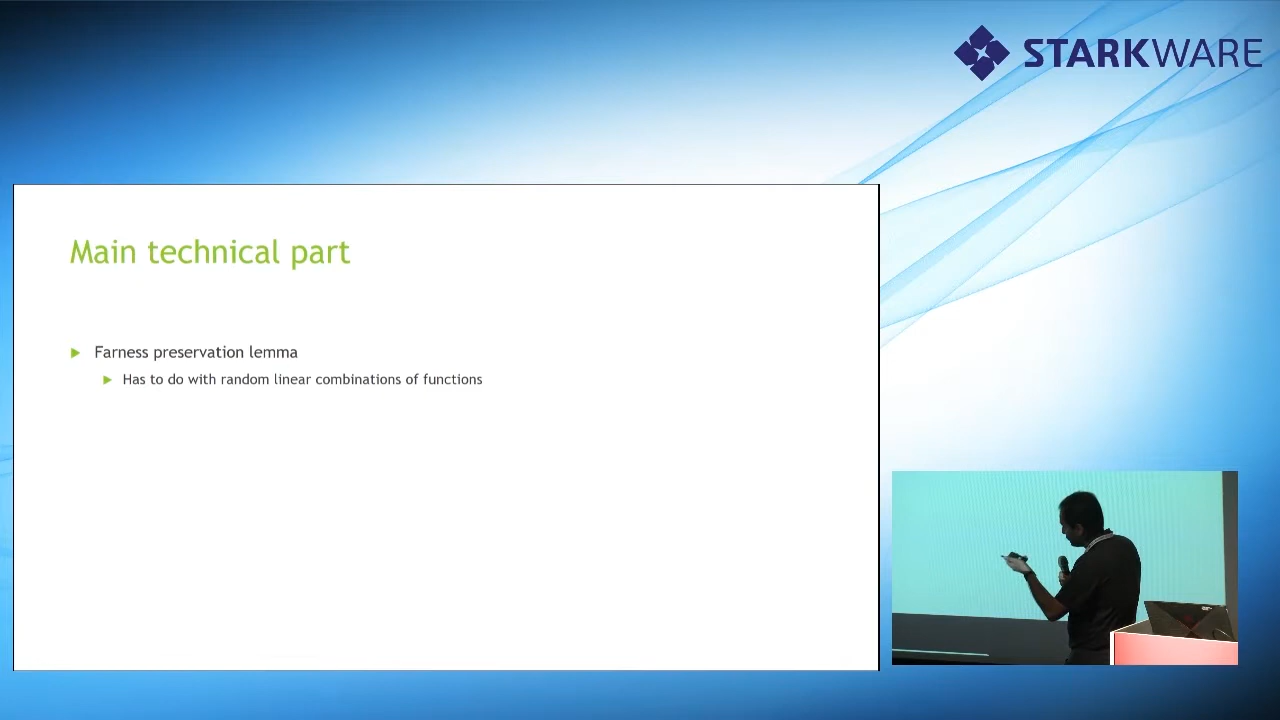 STARKWARE
Main technical part
Farness preservation lemma
Has to do with random linear combinations of functions